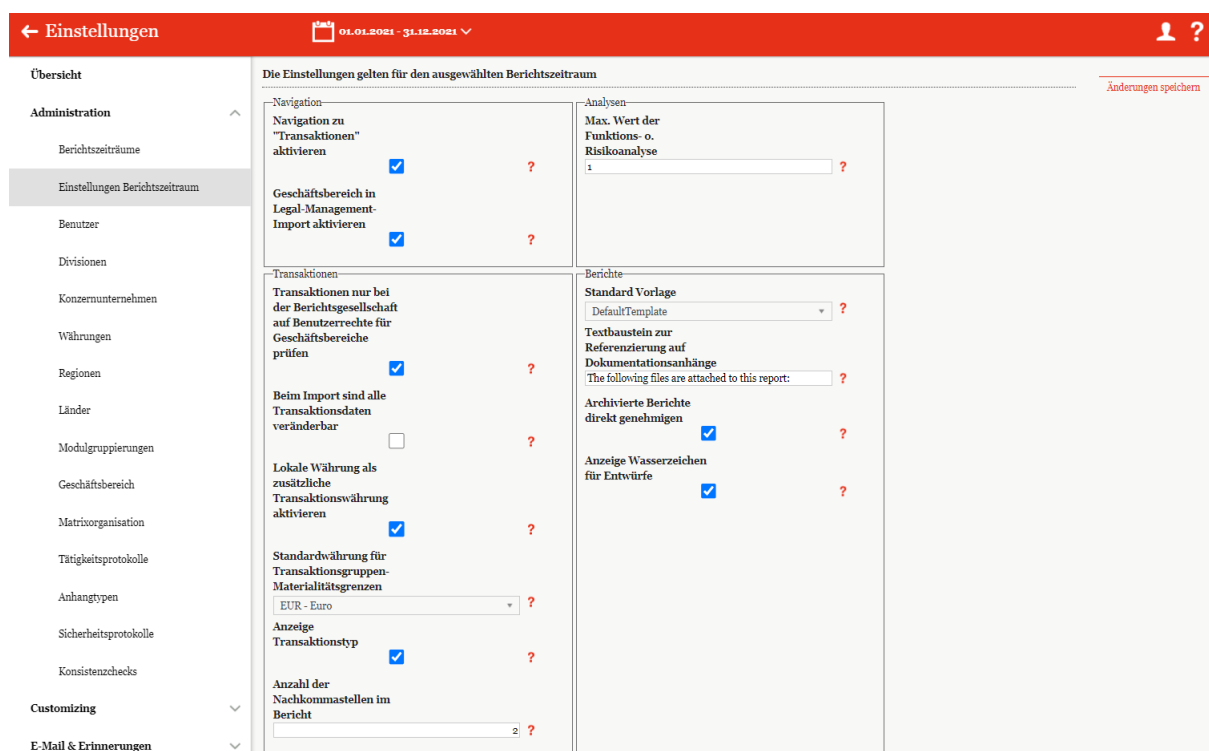 Einstellungen
01.01.2021 - 31.12.2021
?
Übersicht
Administration
Berichtszeiträume
Einstellungen Berichtszeitraum
Benutzer
Divisionen
Konzernunternehmen
Währungen
Regionen
Länder
Modulgruppierungen
Geschäftsbereich
Matrixorganisation
Tätigkeitsprotokolle
Anhangtypen
Sicherheitsprotokolle
Konsistenzchecks
Customizing
E-Mail & Erinnerungen
Die Einstellungen gelten für den ausgewählten Berichtszeitraum
Änderungen speichern
Navigation
Navigation zu
"Transaktionen"
aktivieren
?
Geschäftsbereich in
Legal-Management-
Import aktivieren
?
Analysen
Max. Wert der
Funktions- o.
Risikoanalyse
1 ?
Transaktionen
Transaktionen nur bei
der Berichtsgesellschaft
auf Benutzerrechte für
Geschäftsbereiche
prüfen
?
Beim Import sind alle
Transaktionsdaten
veränderbar
?
Lokale Währung als
zusätzliche
Transaktionswährung
aktivieren
?
Standardwährung für
Transaktionsgruppen-
Materialitätsgrenzen
EUR - Euro ?
Anzeige
Transaktionstyp
?
Anzahl der
Nachkommastellen im
Bericht
2 ?
Berichte
Standard Vorlage
DefaultTemplate ?
Textbaustein zur
Referenzierung auf
Dokumentationsanhänge
The following files are attached to this report: ?
Archivierte Berichte
direkt genehmigen
?
Anzeige Wasserzeichen
für Entwürfe
?